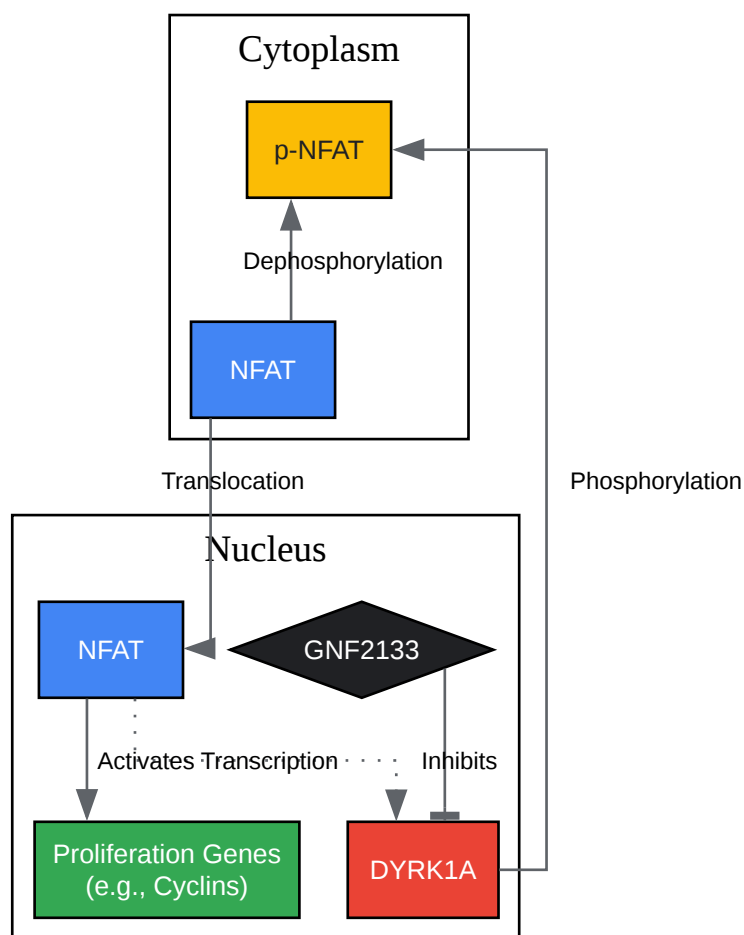 Cytoplasm
p-NFAT
Dephosphorylation
NFAT
Translocation
Phosphorylation
Nucleus
NFAT
GNF2133
Activates Transcription
Inhibits
Proliferation Genes
(e.g., Cyclins)
DYRK1A